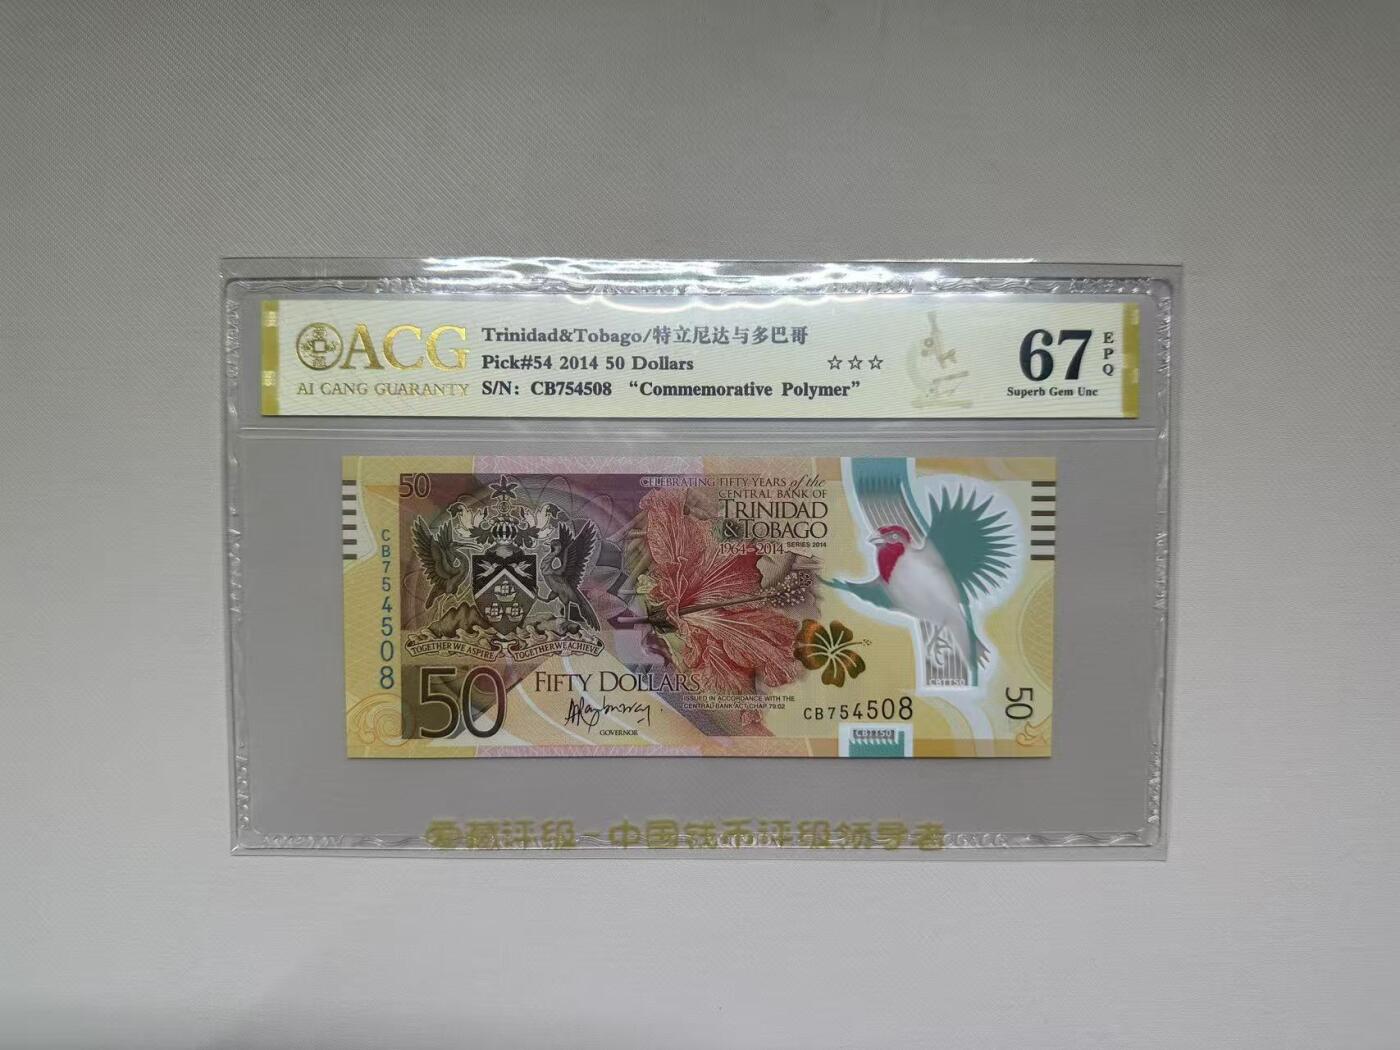 ACG
AI CANG GUARANTY
Trinidad&Tobago/特立尼达与多巴哥
Pick#54 2014 50 Dollars ☆☆☆
S/N: CB754508 “Commemorative Polymer”
67
EPQ
Superb Gem Unc
50
CELEBRATING FIFTY YEARS of the
CENTRAL BANK OF
TRINIDAD
& TOBAGO
1964-2014 SERIES 2014
CB754508
TOGETHER WE ASPIRE TOGETHER WE ACHIEVE
50
FIFTY DOLLARS
ISSUED IN ACCORDANCE WITH THE
CENTRAL BANK ACT CHAP. 79:02
GOVERNOR
CB754508
CBTT50
CBTT50
50
爱藏评级-中国钱币评级领导者